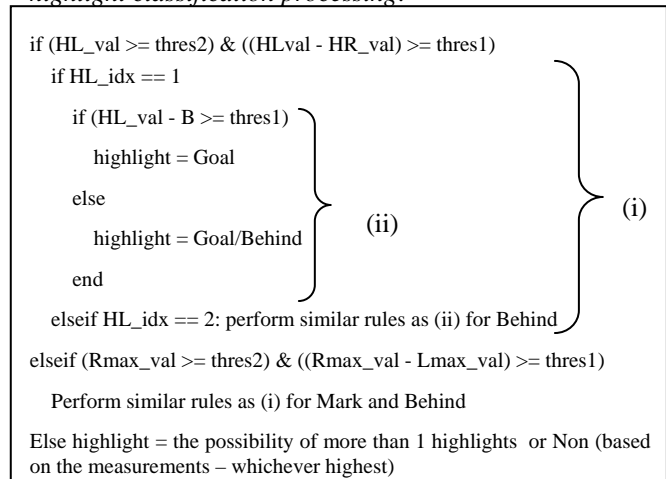 highlight classification processing:
if (HL_val >= thres2) & ((HLval - HR_val) >= thres1)
if HL_idx == 1
if (HL_val - B >= thres1)
highlight = Goal
else
highlight = Goal/Behind
end
(ii)
(i)
elseif HL_idx == 2: perform similar rules as (ii) for Behind
elseif (Rmax_val >= thres2) & ((Rmax_val - Lmax_val) >= thres1)
Perform similar rules as (i) for Mark and Behind
Else highlight = the possibility of more than 1 highlights or Non (based
on the measurements – whichever highest)